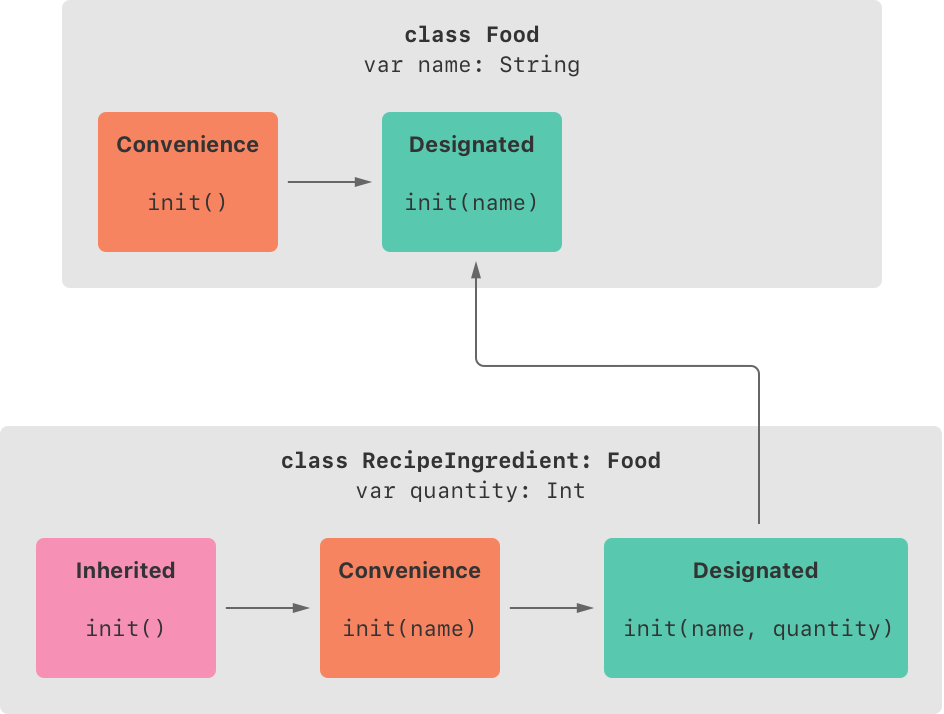 class Food
var name: String
Convenience
init()
Designated
init(name)
class RecipeIngredient: Food
var quantity: Int
Inherited
init()
Convenience
init(name)
Designated
init(name, quantity)